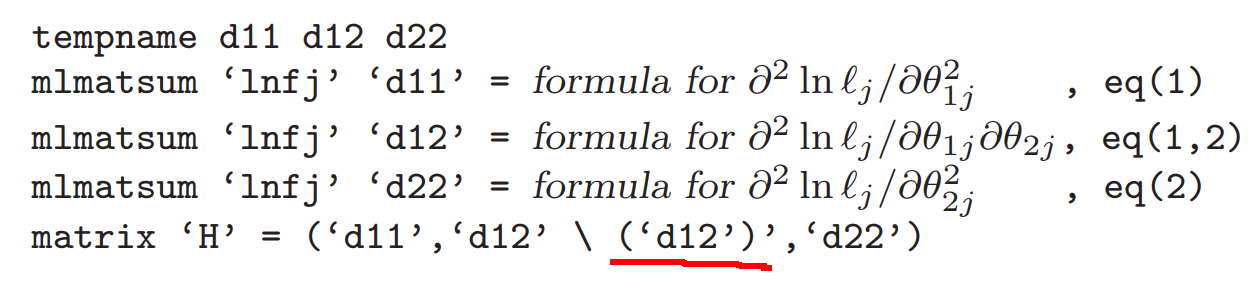 tempname d11 d12 d22
mlmatsum ‘lnfj’ ‘d11’ = formula for ∂² ln ℓⱼ/∂θ²₁ⱼ , eq(1)
mlmatsum ‘lnfj’ ‘d12’ = formula for ∂² ln ℓⱼ/∂θ₁ⱼ∂θ₂ⱼ, eq(1,2)
mlmatsum ‘lnfj’ ‘d22’ = formula for ∂² ln ℓⱼ/∂θ²₂ⱼ , eq(2)
matrix ‘H’ = (‘d11’,‘d12’ \ (‘d12’)’,‘d22’)